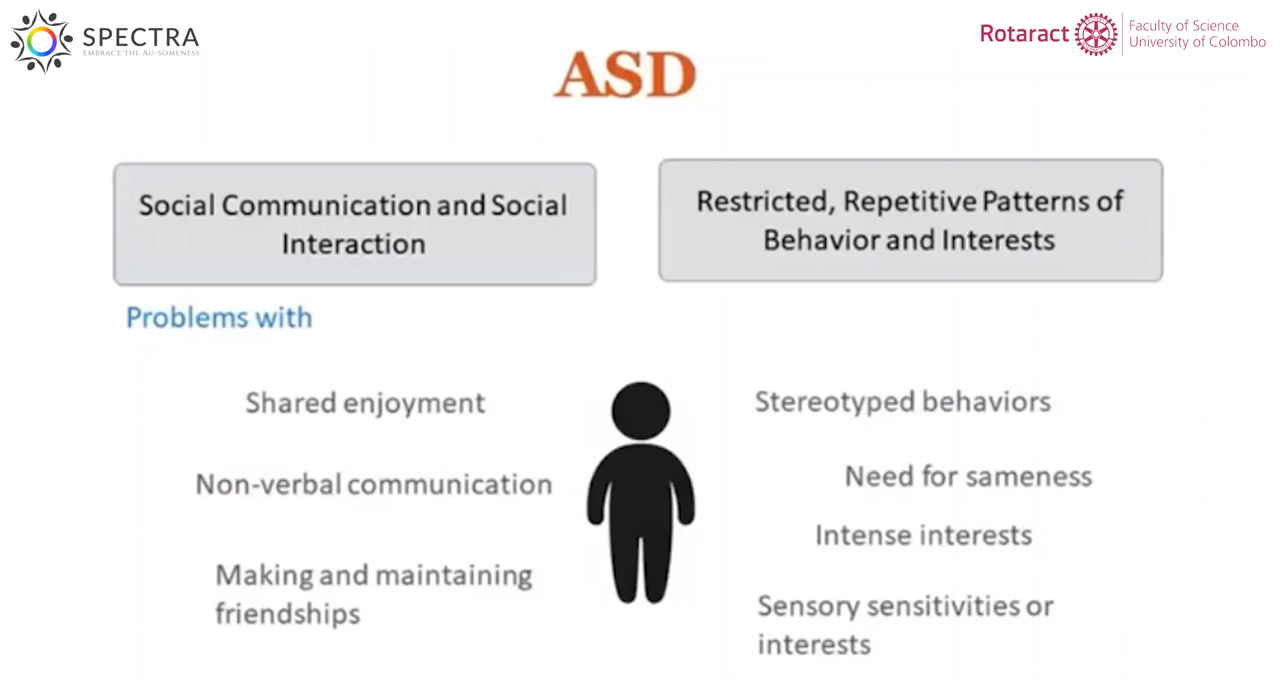 SPECTRA
EMBRACE THE AU-SOMENESS
Rotaract
Faculty of Science
University of Colombo
ASD
Social Communication and Social
Interaction
Restricted, Repetitive Patterns of
Behavior and Interests
Problems with
Shared enjoyment
Non-verbal communication
Making and maintaining
friendships
Stereotyped behaviors
Need for sameness
Intense interests
Sensory sensitivities or
interests